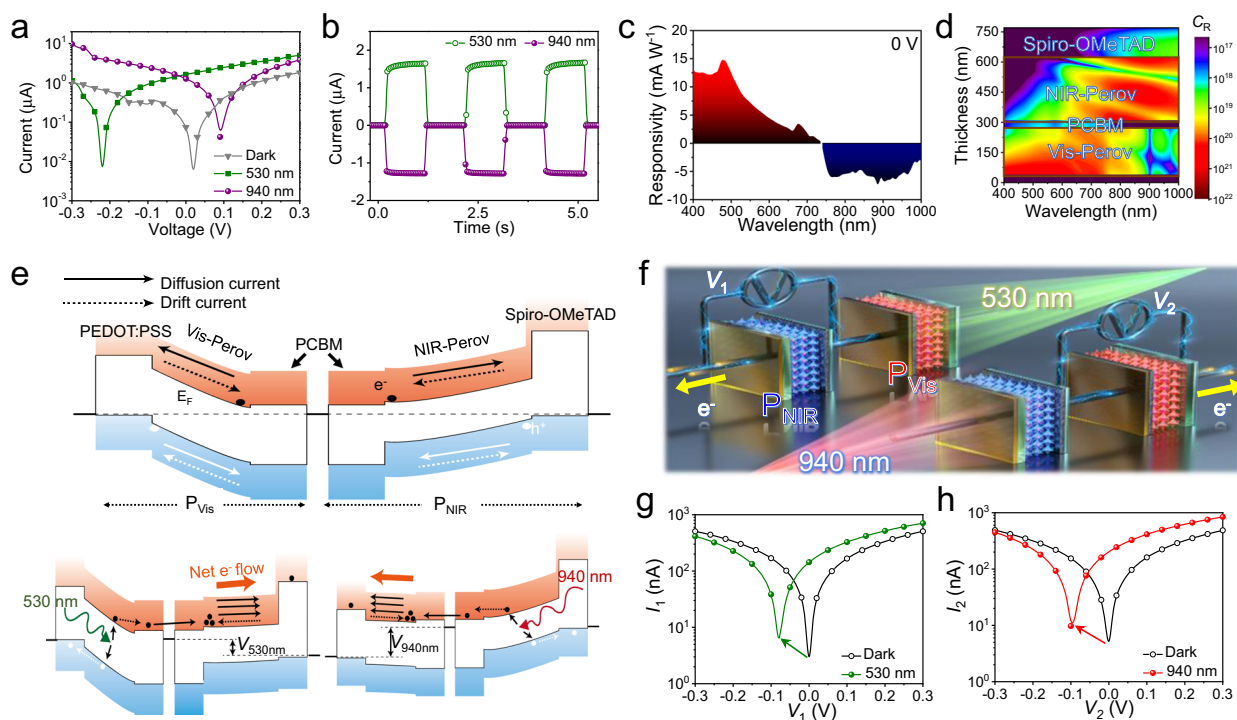 a
Current (µA)
10¹
10⁰
10⁻¹
10⁻²
10⁻³
-0.3 -0.2 -0.1 0.0 0.1 0.2 0.3
Voltage (V)
Dark
530 nm
940 nm
b
530 nm 940 nm
Current (µA)
2
1
0
-1
-2
0.0 2.5 5.0
Time (s)
c
0 V
Responsivity (mA W⁻¹)
20
15
10
5
0
-5
-10
400 500 600 700 800 900 1000
Wavelength (nm)
d
Thickness (nm)
750
600
450
300
150
0
Spiro-OMeTAD
NIR-Perov
PCBM
Vis-Perov
400 500 600 700 800 900 1000
Wavelength (nm)
C_R
10¹⁷
10¹⁸
10¹⁹
10²⁰
10²¹
10²²
e
Diffusion current
Drift current
PEDOT:PSS
Vis-Perov
PCBM
NIR-Perov
Spiro-OMeTAD
E_F
e⁻
h⁺
P_Vis
P_NIR
Net e⁻ flow
530 nm
V_530nm
940 nm
V_940nm
f
V₁
530 nm
V₂
P_Vis
P_NIR
e⁻
e⁻
940 nm
g
I₁ (nA)
10³
10²
10¹
10⁰
-0.3 -0.2 -0.1 0.0 0.1 0.2 0.3
V₁ (V)
Dark
530 nm
h
I₂ (nA)
10³
10²
10¹
10⁰
-0.3 -0.2 -0.1 0.0 0.1 0.2 0.3
V₂ (V)
Dark
940 nm